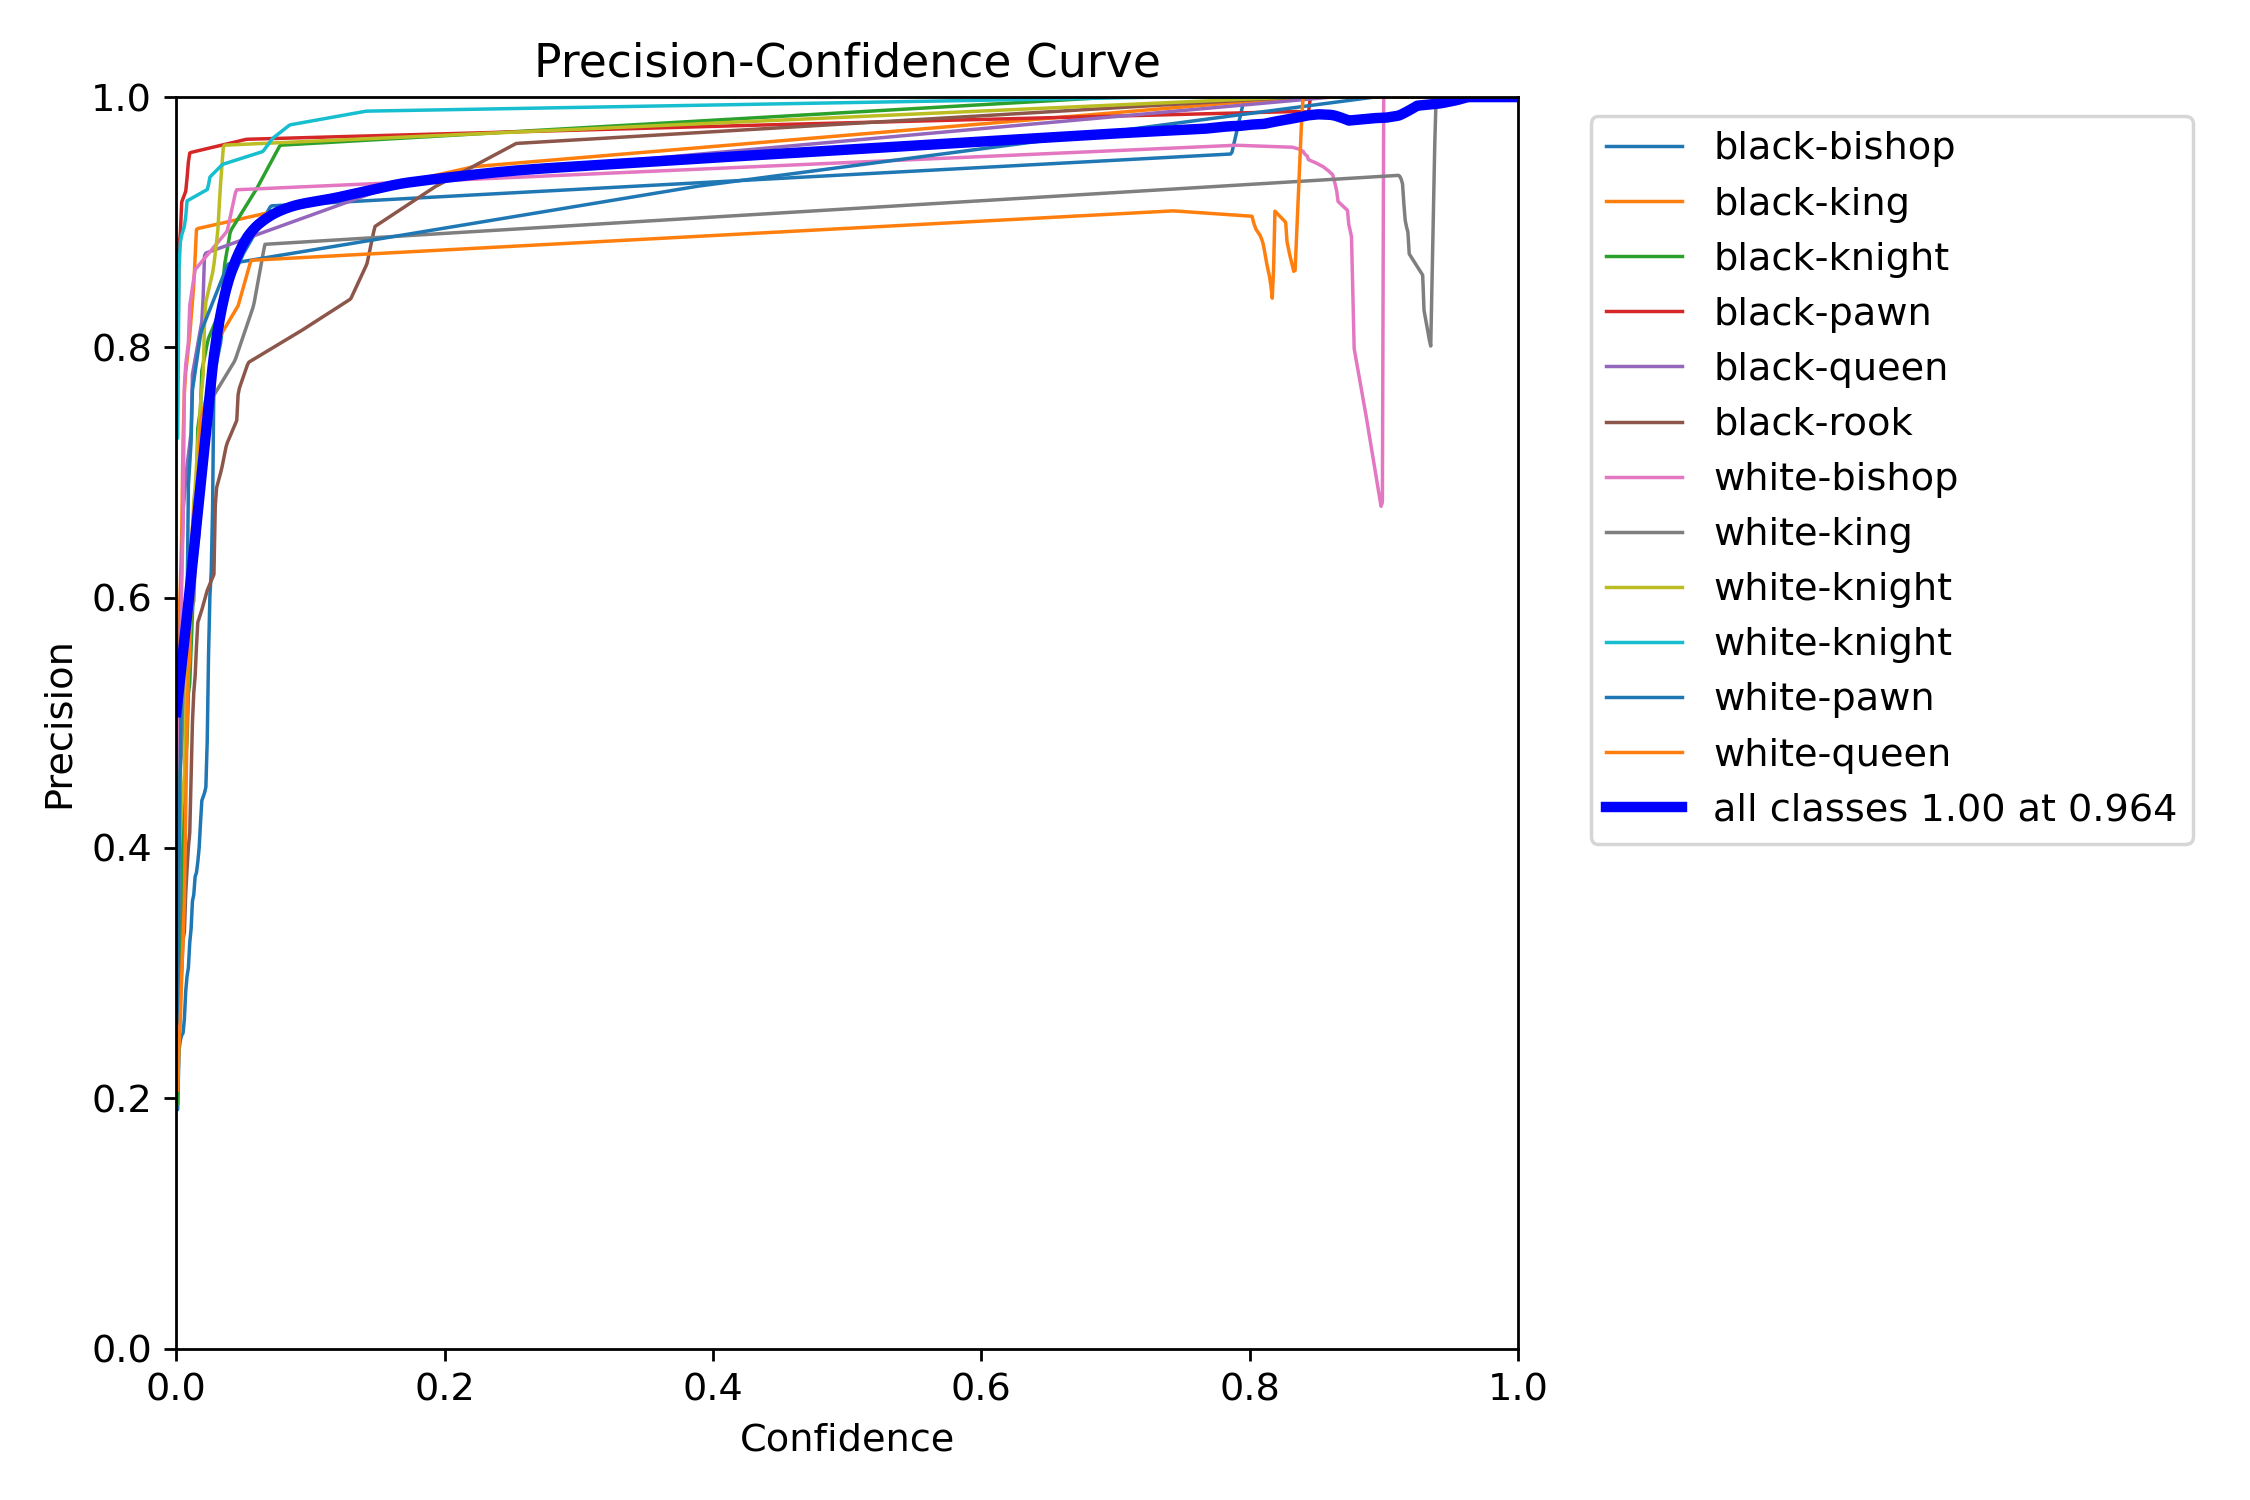 Precision-Confidence Curve
1.0
0.8
0.6
0.4
0.2
0.0
Precision
0.0 0.2 0.4 0.6 0.8 1.0
Confidence
black-bishop
black-king
black-knight
black-pawn
black-queen
black-rook
white-bishop
white-king
white-knight
white-knight
white-pawn
white-queen
all classes 1.00 at 0.964